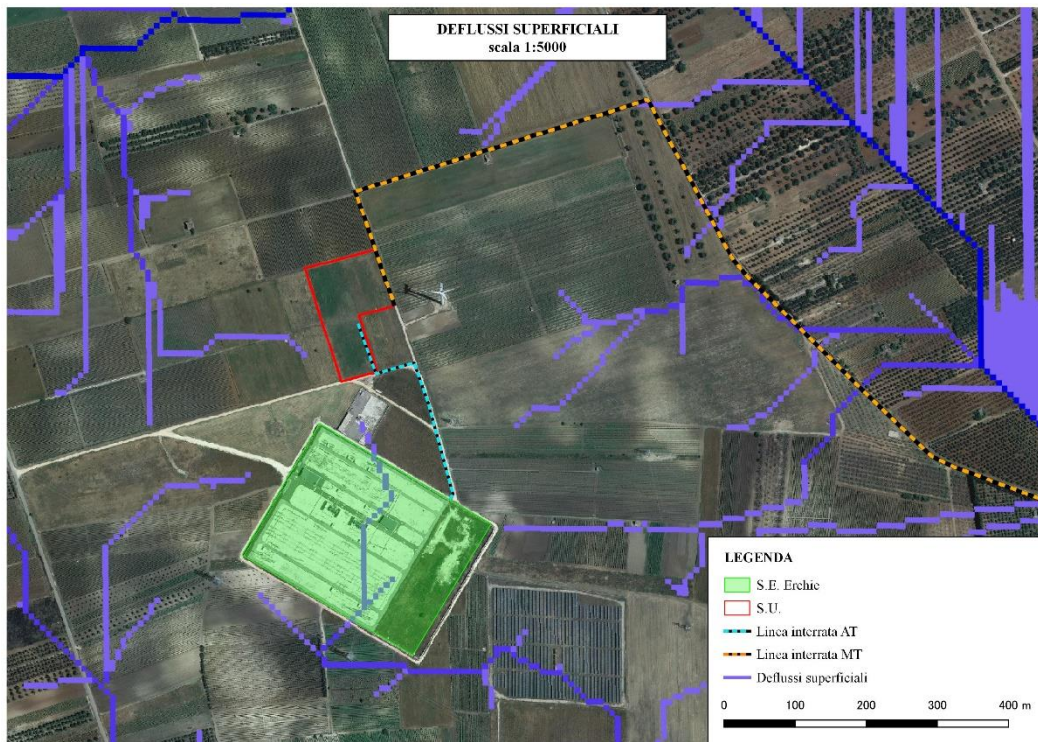 DEFLUSSI SUPERFICIALI
scala 1:5000
LEGENDA
S.E. Erchie
S.U.
Linea interrata AT
Linea interrata MT
Deflussi superficiali
0 100 200 300 400 m